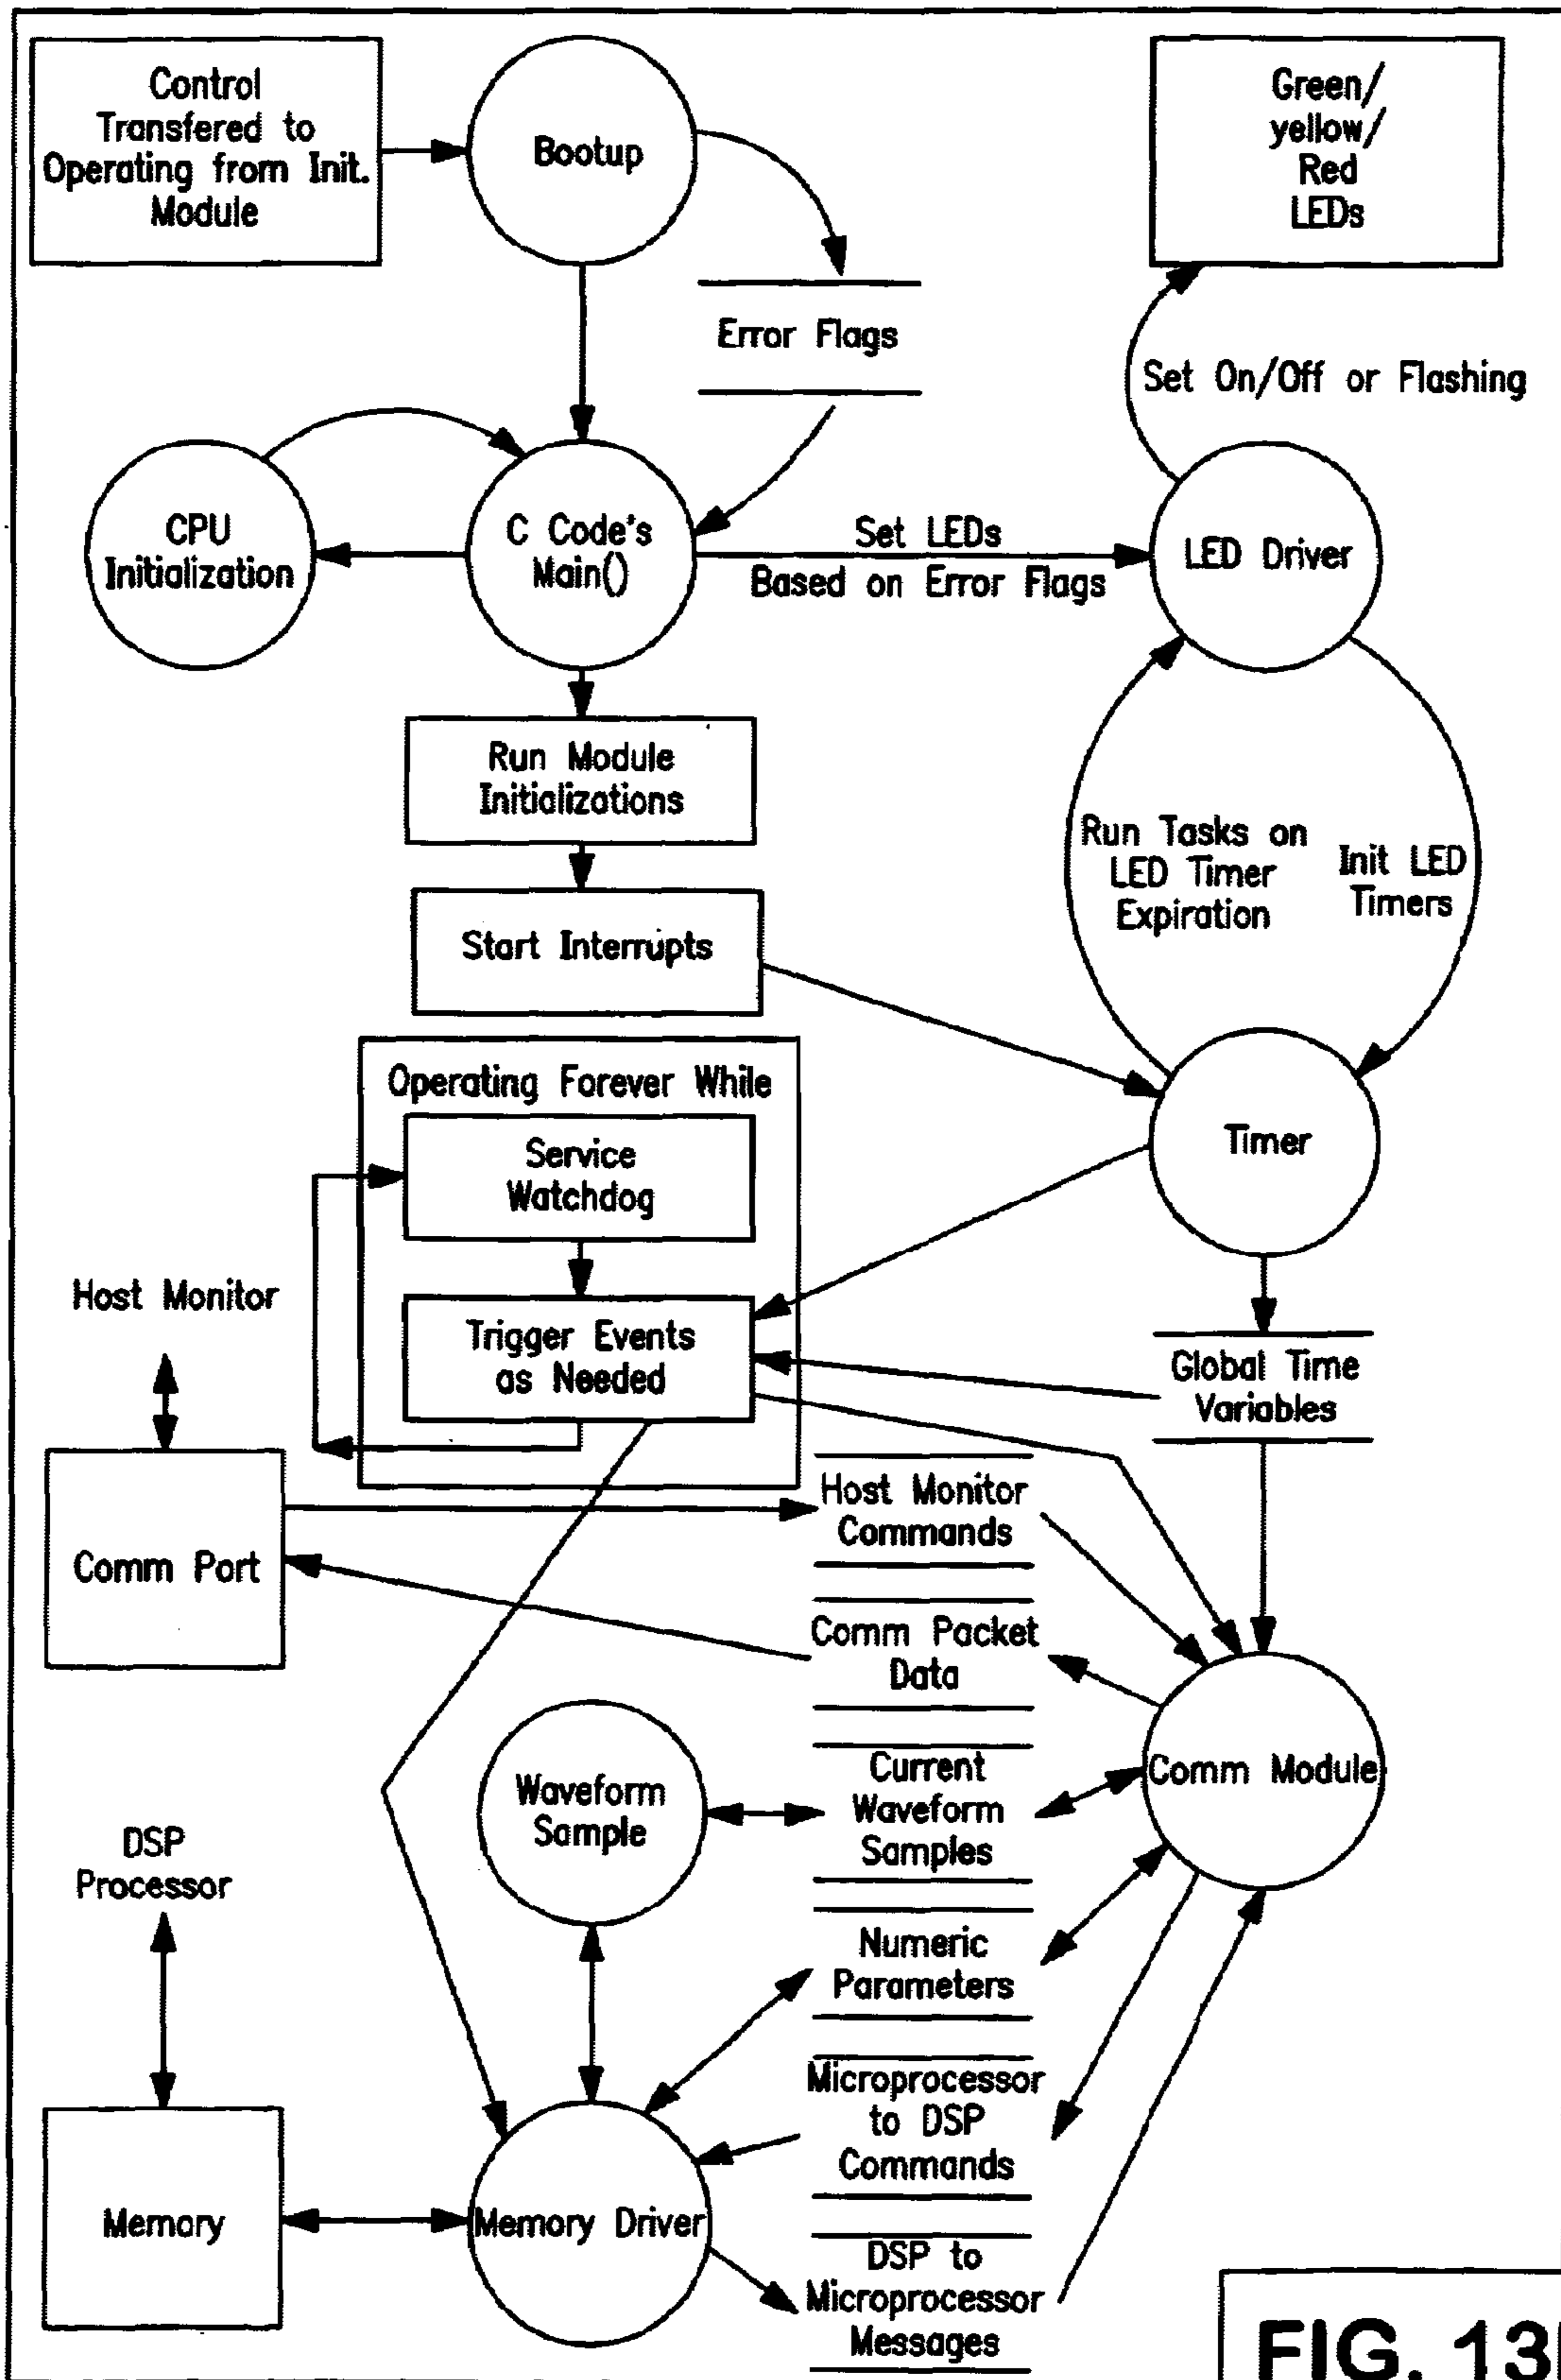 Control
Transfered to
Operating from Init.
Module
Bootup
Green/
yellow/
Red
LEDs
Error Flags
Set On/Off or Flashing
CPU
Initialization
C Code's
Main()
Set LEDs
Based on Error Flags
LED Driver
Run Module
Initializations
Run Tasks on
LED Timer
Expiration
Init LED
Timers
Start Interrupts
Operating Forever While
Service
Watchdog
Timer
Host Monitor
Trigger Events
as Needed
Global Time
Variables
Comm Port
Host Monitor
Commands
Comm Packet
Data
Waveform
Sample
Current
Waveform
Samples
Comm Module
DSP
Processor
Numeric
Parameters
Microprocessor
to DSP
Commands
Memory
Memory Driver
DSP to
Microprocessor
Messages
FIG.